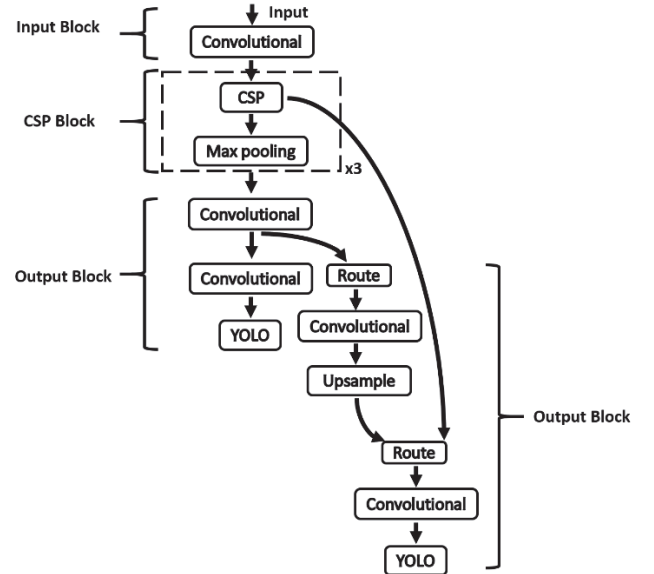 Input
Input Block
Convolutional
CSP
CSP Block
Max pooling
x3
Convolutional
Output Block
Convolutional
Route
YOLO
Convolutional
Upsample
Output Block
Route
Convolutional
YOLO